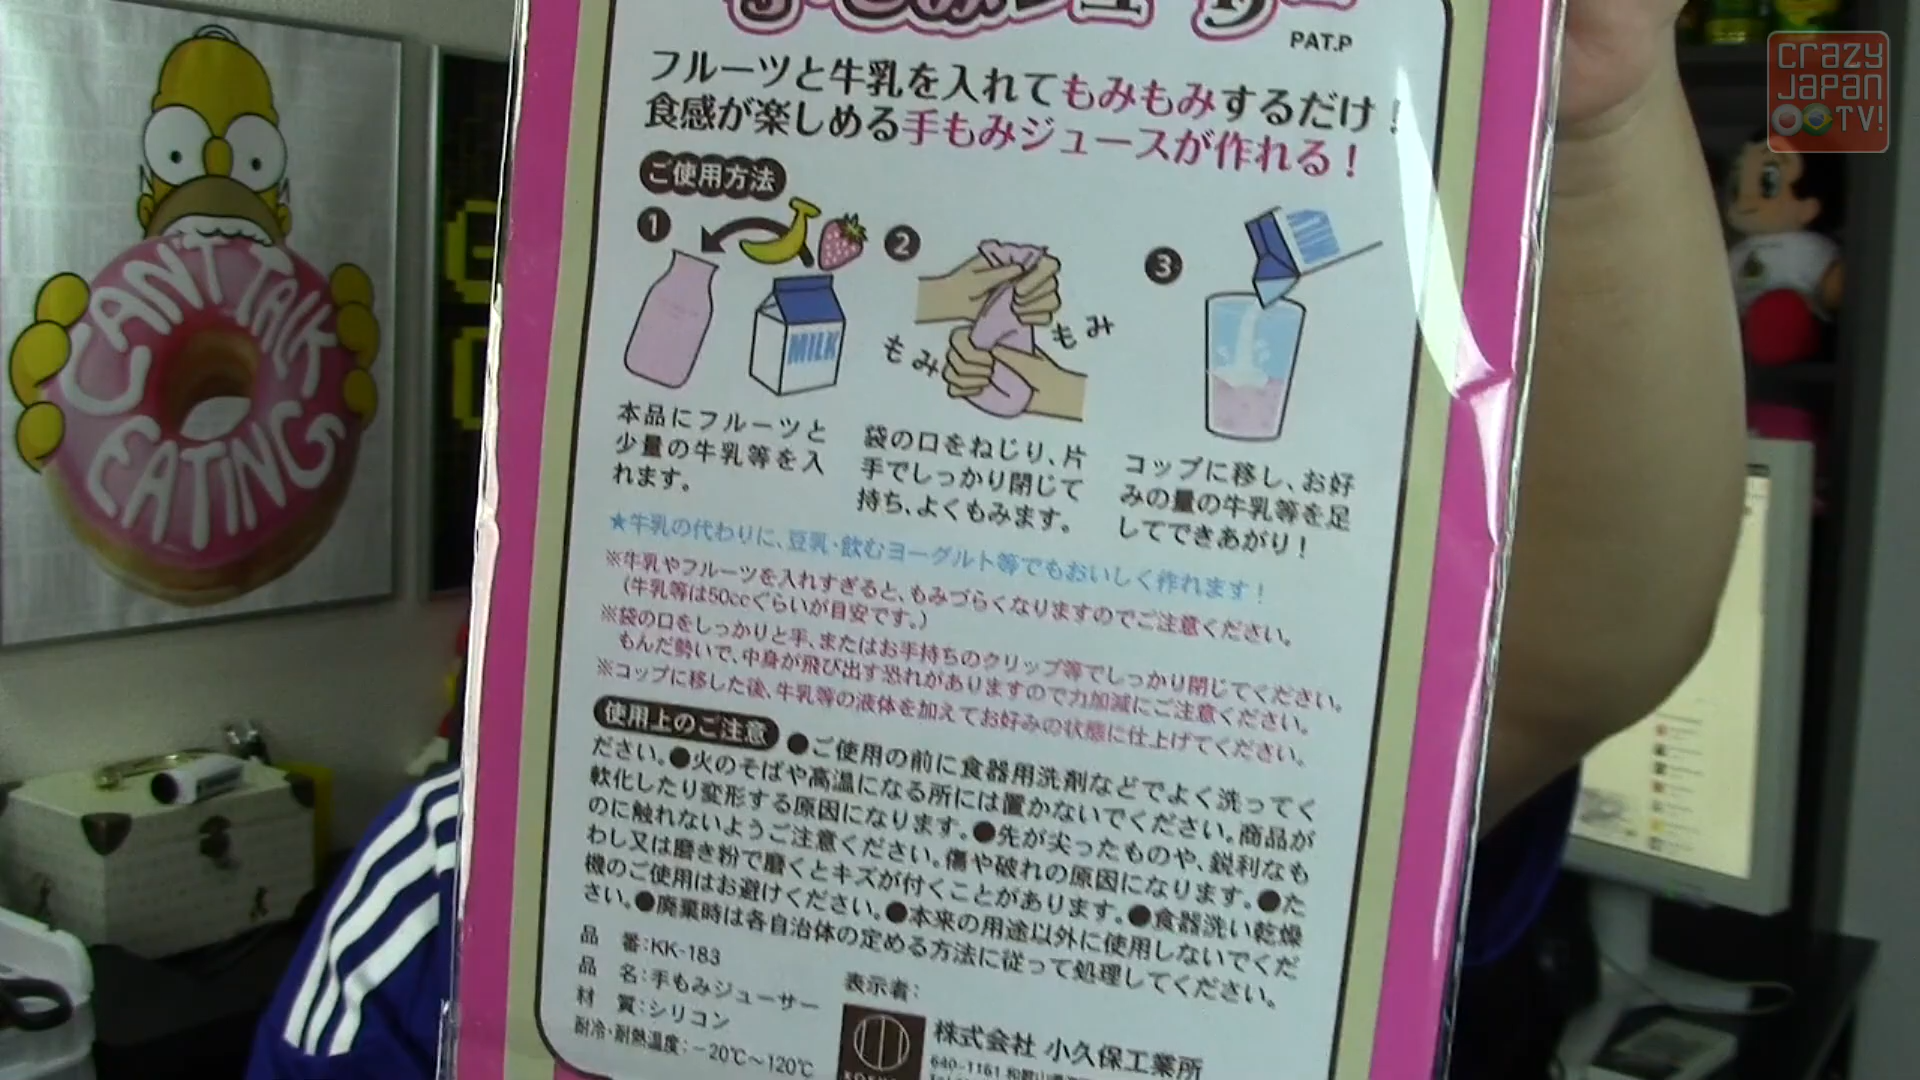 手もみジューサー
PAT.P
フルーツと牛乳を入れてもみもみするだけ!
食感が楽しめる手もみジュースが作れる!
ご使用方法
1
2
3
MILK
もみ
もみ
本品にフルーツと
少量の牛乳等を入
れます。
袋の口をねじり、片
手でしっかり閉じて
持ち、よくもみます。
コップに移し、お好
みの量の牛乳等を足
してできあがり!
★牛乳の代わりに、豆乳・飲むヨーグルト等でもおいしく作れます!
※牛乳やフルーツを入れすぎると、もみづらくなりますのでご注意ください。
(牛乳等は50ccぐらいが目安です。)
※袋の口をしっかりと手、またはお手持ちのクリップ等でしっかり閉じてください。
もんだ勢いで、中身が飛び出す恐れがありますので力加減にご注意ください。
※コップに移した後、牛乳等の液体を加えてお好みの状態に仕上げてください。
使用上のご注意 ●ご使用の前に食器用洗剤などでよく洗ってく
ださい。●火のそばや高温になる所には置かないでください。商品が
軟化したり変形する原因になります。●先が尖ったものや、鋭利なも
のに触れないようご注意ください。傷や破れの原因になります。●た
わし又は磨き粉で磨くとキズが付くことがあります。●食器洗い乾燥
機のご使用はお避けください。●本来の用途以外に使用しないでくだ
さい。●廃棄時は各自治体の定める方法に従って処理してください。
品 番:KK-183
品 名:手もみジューサー
材 質:シリコン
耐冷・耐熱温度:-20℃~120℃
表示者:
株式会社 小久保工業所
640-1161
CAN'T TALK
EATING
CRAZY
JAPAN
TV!